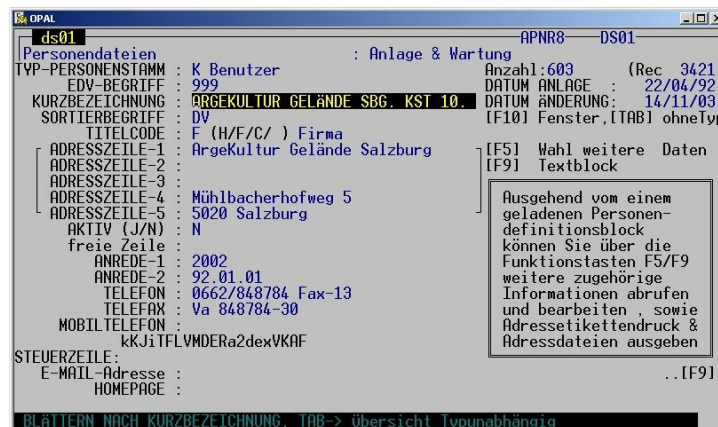 OPAL
ds01 APNR8 DS01
Personendateien : Anlage & Wartung
TYP-PERSONENSTAMM : K Benutzer Anzahl:603 (Rec 3421
EDV-BEGRIFF : 999 DATUM ANLAGE : 22/04/92
KURZBEZEICHNUNG : ARGEKULTUR GELäNDE SBG. KST 10. DATUM äNDERUNG: 14/11/03
SORTIERBEGRIFF : DV [F10] Fenster,[TAB] ohneTyp
TITELCODE : F (H/F/C/ ) Firma
ADRESSZEILE-1 : ArgeKultur Gelände Salzburg [F5] Wahl weitere Daten
ADRESSZEILE-2 : [F9] Textblock
ADRESSZEILE-3 :
ADRESSZEILE-4 : Mühlbacherhofweg 5 Ausgehend vom einem
ADRESSZEILE-5 : 5020 Salzburg geladenen Personen-
AKTIV (J/N) : N definitionsblock
freie Zeile : können Sie über die
ANREDE-1 : 2002 Funktionstasten F5/F9
ANREDE-2 : 92.01.01 weitere zugehörige
TELEFON : 0662/848784 Fax-13 Informationen abrufen
TELEFAX : Va 848784-30 und bearbeiten , sowie
MOBILTELEFON : Adressetikettendruck &
kKJiTFLVMDERa2dexVKAF Adressdateien ausgeben
STEUERZEILE:
E-MAIL-Adresse : ..[F9]
HOMEPAGE :
BLäTTERN NACH KURZBEZEICHNUNG, TAB-> übersicht Typunabhängig